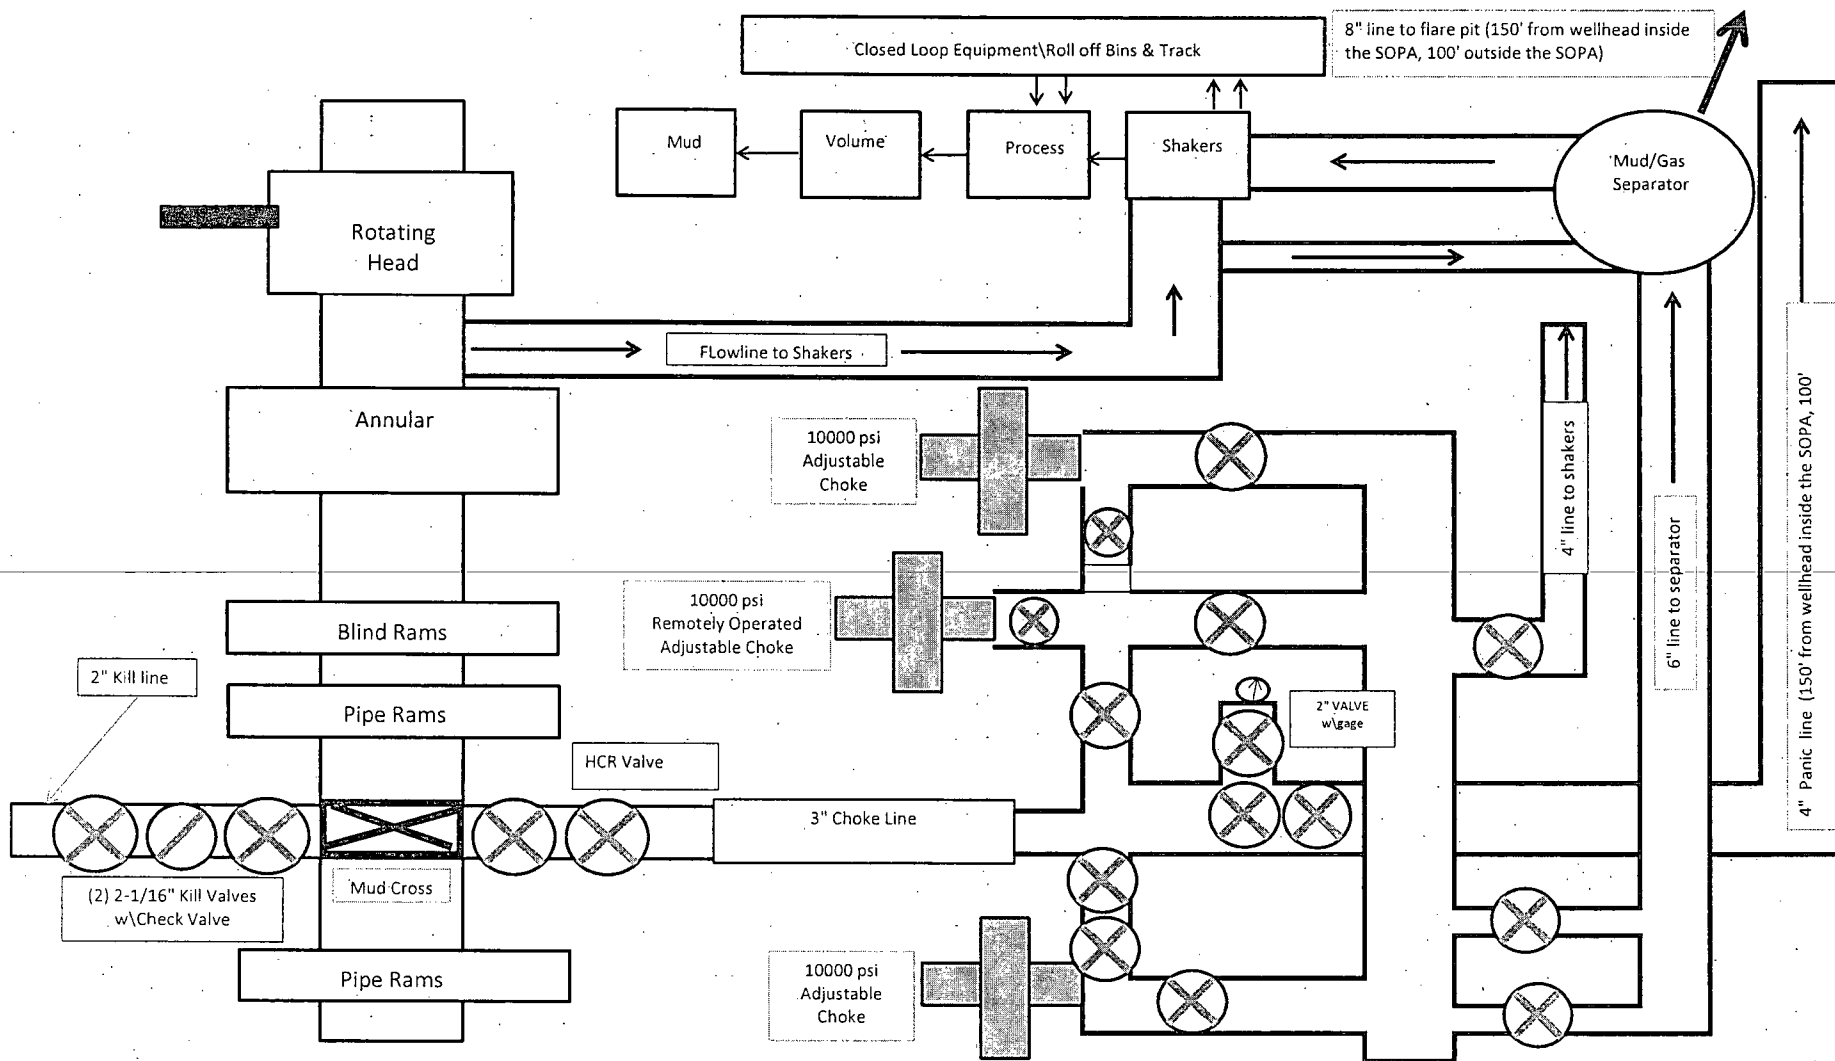 Closed Loop Equipment\Roll off Bins & Track
8" line to flare pit (150' from wellhead inside
the SOPA, 100' outside the SOPA)
Mud
Volume
Process
Shakers
Mud/Gas
Separator
Rotating
Head
FLowline to Shakers
Annular
10000 psi
Adjustable
Choke
4" line to shakers
6" line to separator
4" Panic line (150' from wellhead inside the SOPA, 100'
10000 psi
Remotely Operated
Adjustable Choke
Blind Rams
2" Kill line
Pipe Rams
2" VALVE
w\gage
HCR Valve
3" Choke Line
Mud Cross
(2) 2-1/16" Kill Valves
w\Check Valve
Pipe Rams
10000 psi
Adjustable
Choke